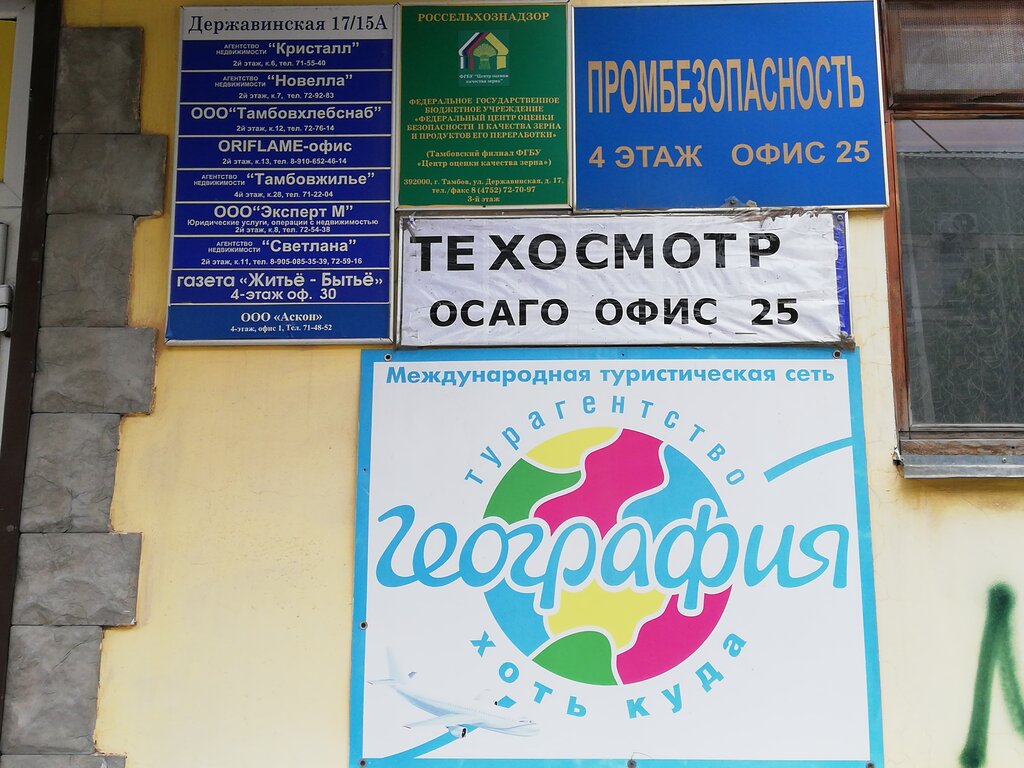 Державинская 17/15А
АГЕНТСТВО НЕДВИЖИМОСТИ “Кристалл”
2й этаж, к.6, тел. 71-55-40
АГЕНТСТВО НЕДВИЖИМОСТИ “Новелла”
2й этаж, к.7, тел. 72-92-83
ООО“Тамбовхлебснаб”
2й этаж, к.12, тел. 72-76-14
ORIFLAME-офис
2й этаж, к.13, тел. 8-910-652-46-14
АГЕНТСТВО НЕДВИЖИМОСТИ “Тамбовжилье”
4й этаж, к.28, тел. 71-22-04
ООО“Эксперт М”
Юридические услуги, операции с недвижимостью
2й этаж, к.8, тел. 72-54-38
АГЕНТСТВО НЕДВИЖИМОСТИ “Светлана”
2й этаж, к.11, тел. 8-905-085-35-39, 72-59-16
газета «Житьё - Бытьё»
4-этаж оф. 30
ООО «Аскон»
4-этаж, офис 1, Тел. 71-48-52
РОССЕЛЬХОЗНАДЗОР
ФГБУ "Центр оценки
качества зерна"
ФЕДЕРАЛЬНОЕ ГОСУДАРСТВЕННОЕ
БЮДЖЕТНОЕ УЧРЕЖДЕНИЕ
«ФЕДЕРАЛЬНЫЙ ЦЕНТР ОЦЕНКИ
БЕЗОПАСНОСТИ И КАЧЕСТВА ЗЕРНА
И ПРОДУКТОВ ЕГО ПЕРЕРАБОТКИ»
(Тамбовский филиал ФГБУ
«Центр оценки качества зерна»)
392000, г. Тамбов, ул. Державинская, д. 17,
тел./факс 8 (4752) 72-70-97
3-й этаж
ПРОМБЕЗОПАСНОСТЬ
4 ЭТАЖ ОФИС 25
ТЕХОСМОТР
ОСАГО ОФИС 25
Международная туристическая сеть
турагентство
география
хоть куда